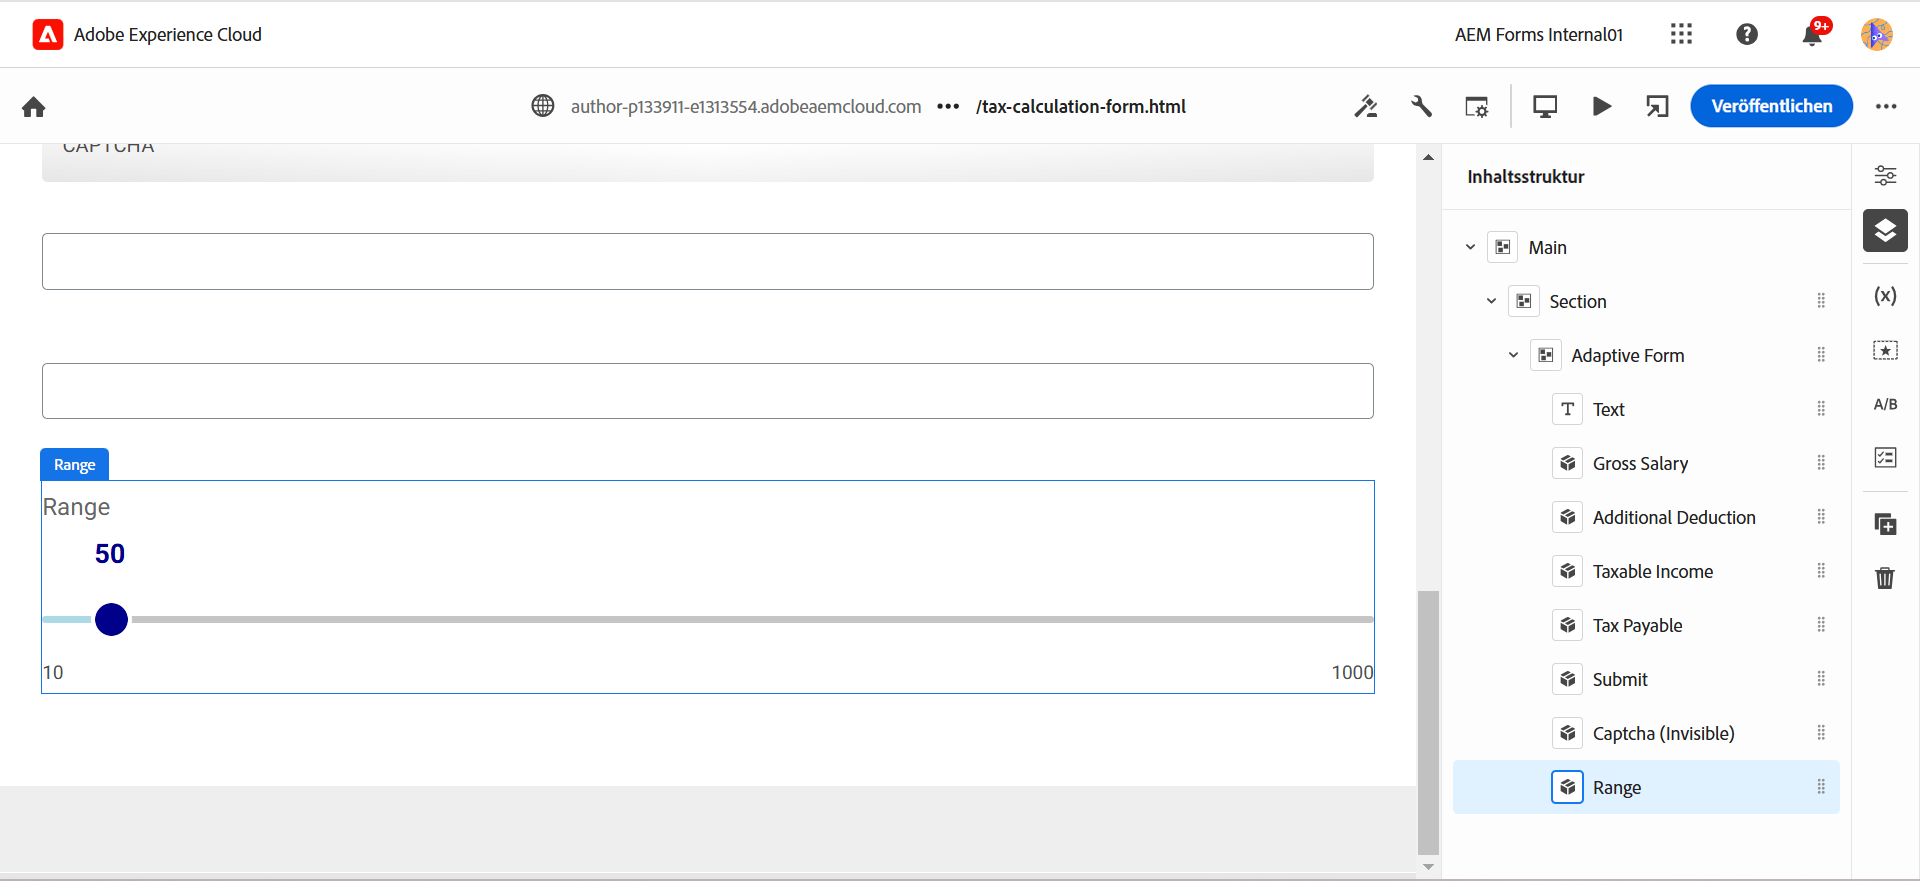 Adobe Experience Cloud
AEM Forms Internal01
9+
author-p133911-e1313554.adobeaemcloud.com ••• /tax-calculation-form.html
Veröffentlichen
CAPTCHA
Range
Range
50
10
1000
Inhaltsstruktur
Main
Section
Adaptive Form
T Text
Gross Salary
Additional Deduction
Taxable Income
Tax Payable
Submit
Captcha (Invisible)
Range
(x)
A/B